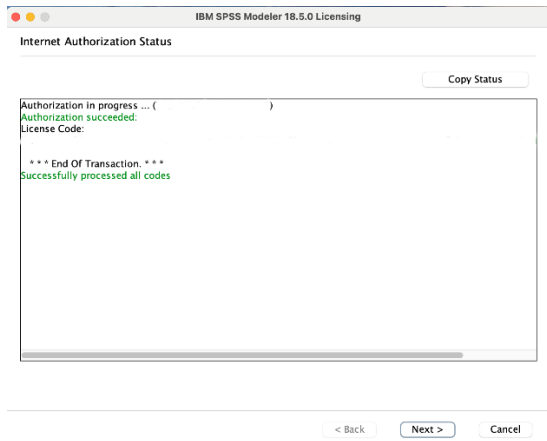 IBM SPSS Modeler 18.5.0 Licensing
Internet Authorization Status
Copy Status
Authorization in progress ... ( )
Authorization succeeded:
License Code:
* * * End Of Transaction. * * *
Successfully processed all codes
< Back Next > Cancel